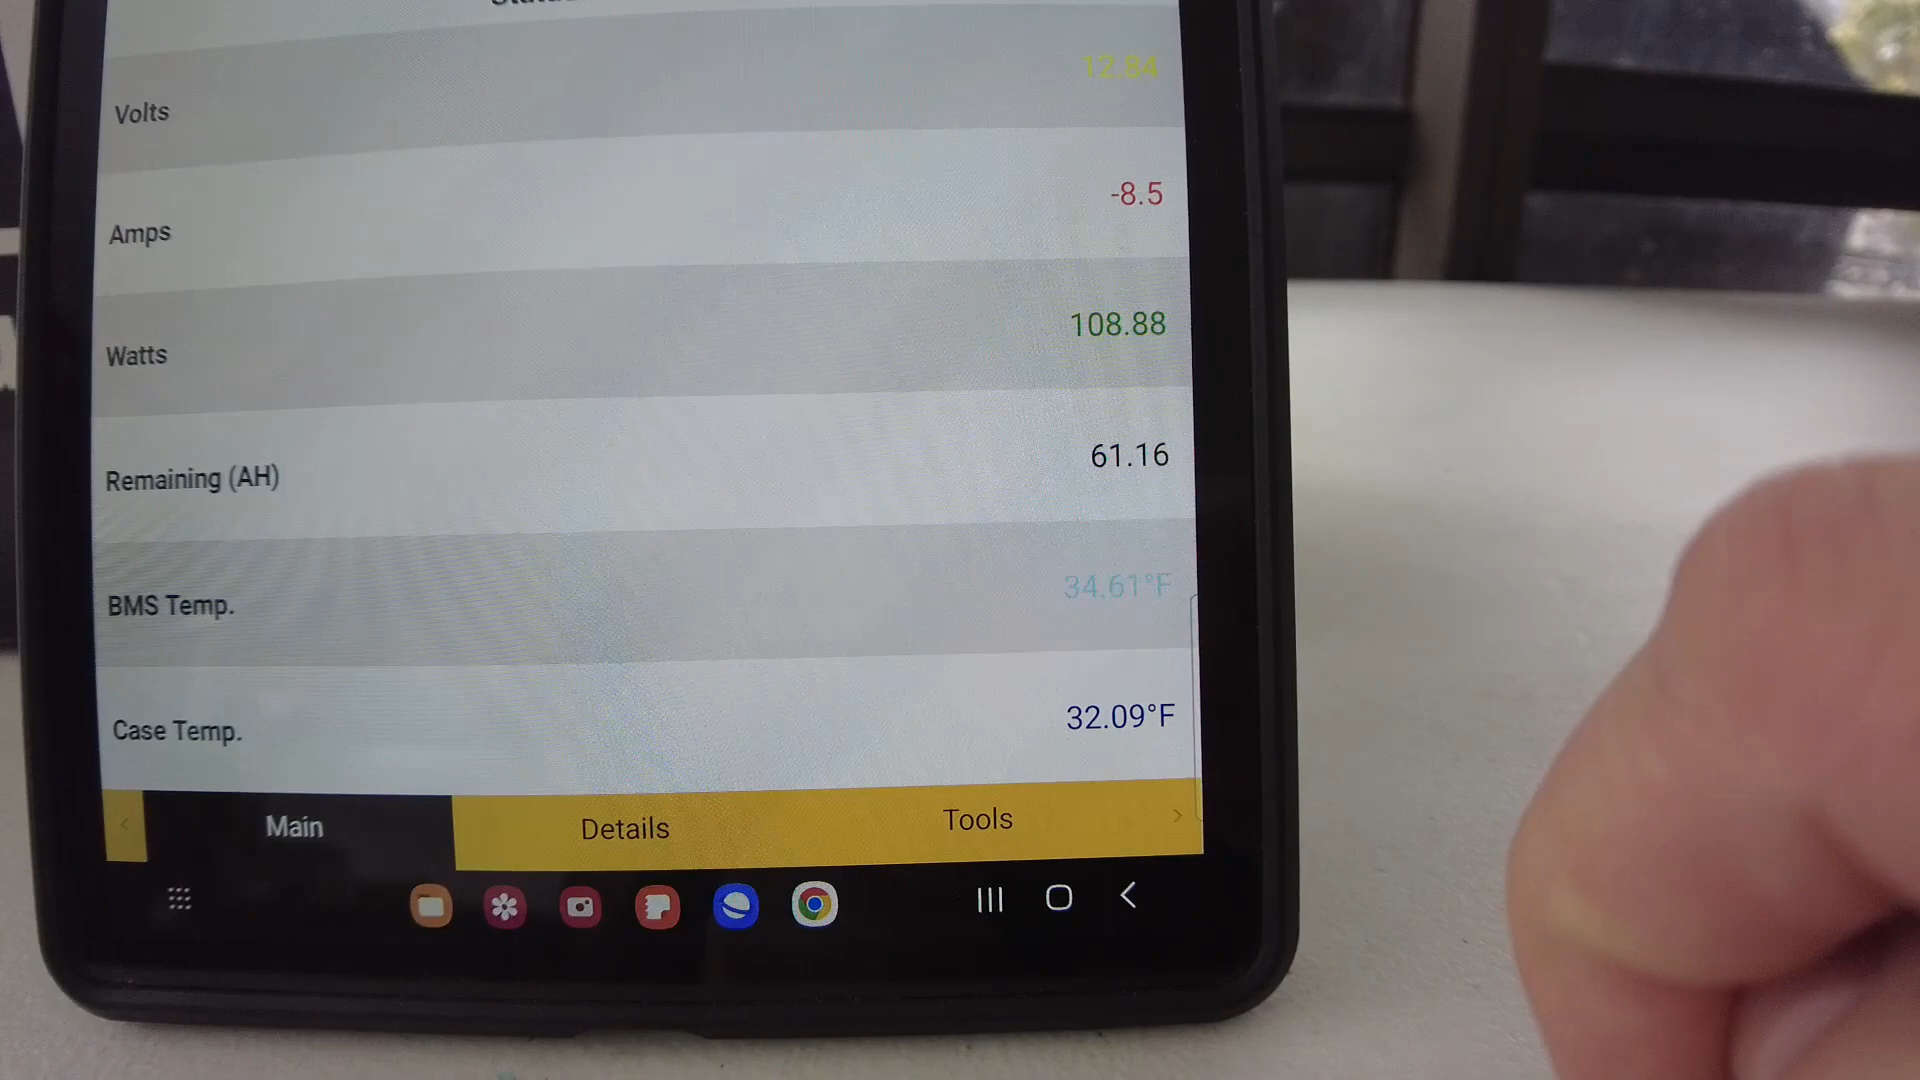 Volts 12.84
Amps -8.5
Watts 108.88
Remaining (AH) 61.16
BMS Temp. 34.61°F
Case Temp. 32.09°F
< Main Details Tools >